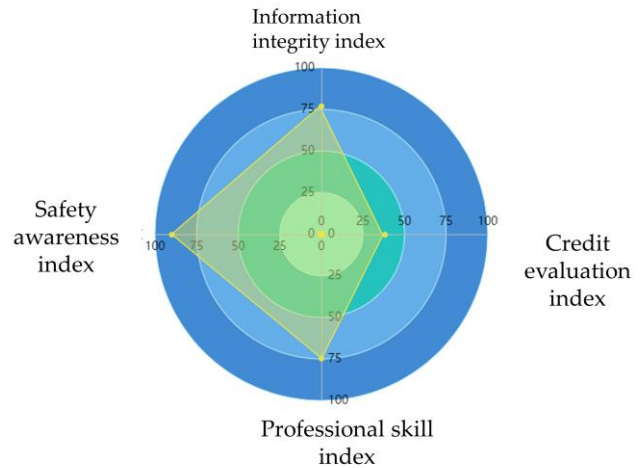 Information
integrity index
100
75
50
25
0
Safety
awareness
index
100 75 50 25 0 0 25 50 75 100
Credit
evaluation
index
0
25
50
75
100
Professional skill
index